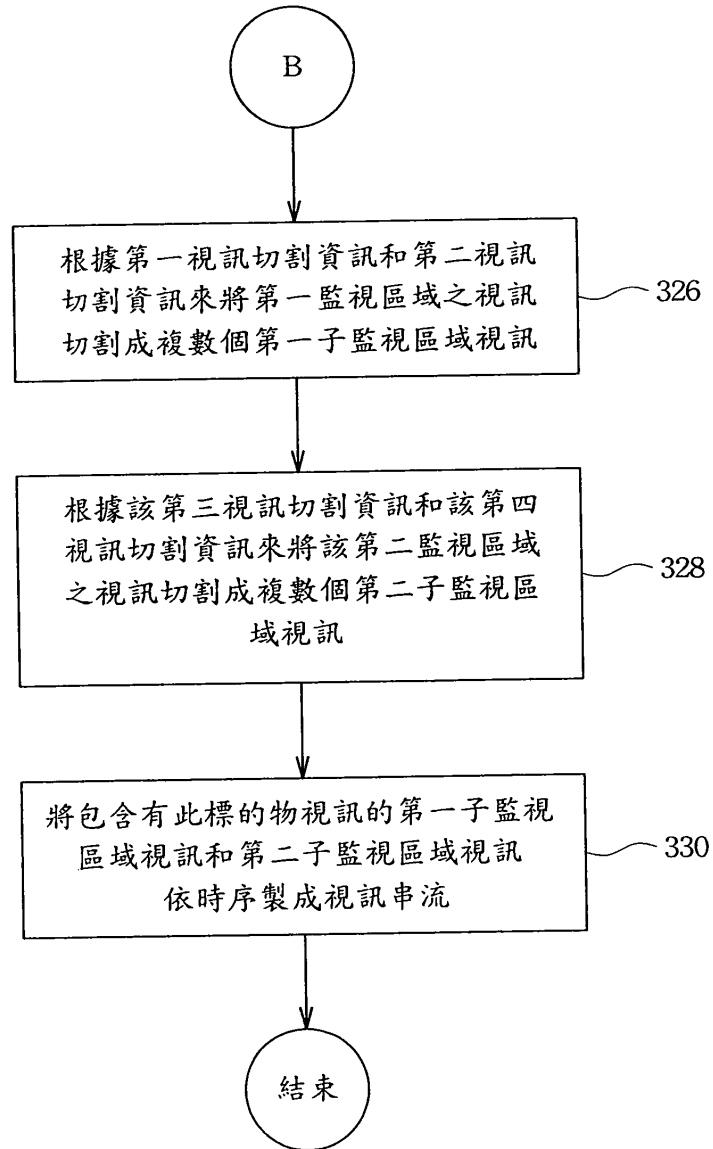 B
根據第一視訊切割資訊和第二視訊
切割資訊來將第一監視區域之視訊
切割成複數個第一子監視區域視訊
326
根據該第三視訊切割資訊和該第四
視訊切割資訊來將該第二監視區域
之視訊切割成複數個第二子監視區
域視訊
328
將包含有此標的物視訊的第一子監視
區域視訊和第二子監視區域視訊
依時序製成視訊串流
330
結束